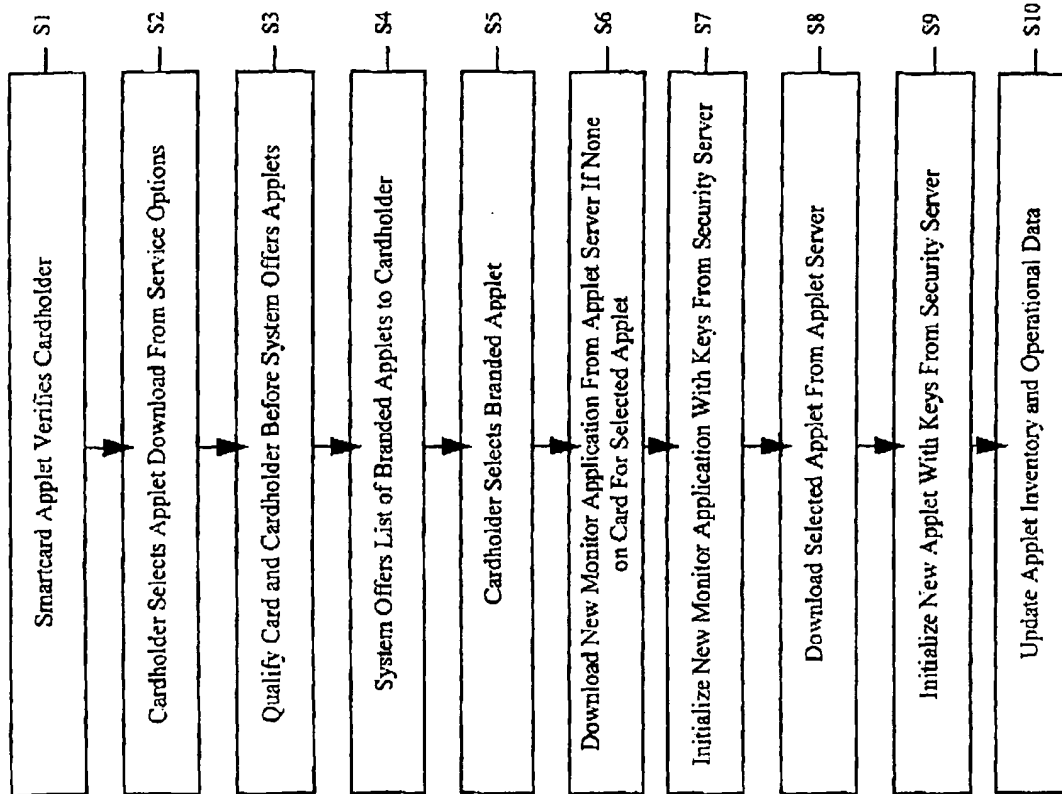 Smartcard Applet Verifies Cardholder
S1
Cardholder Selects Applet Download From Service Options
S2
Qualify Card and Cardholder Before System Offers Applets
S3
System Offers List of Branded Applets to Cardholder
S4
Cardholder Selects Branded Applet
S5
Download New Monitor Application From Applet Server If None
on Card For Selected Applet
S6
Initialize New Monitor Application With Keys From Security Server
S7
Download Selected Applet From Applet Server
S8
Initialize New Applet With Keys From Security Server
S9
Update Applet Inventory and Operational Data
S10